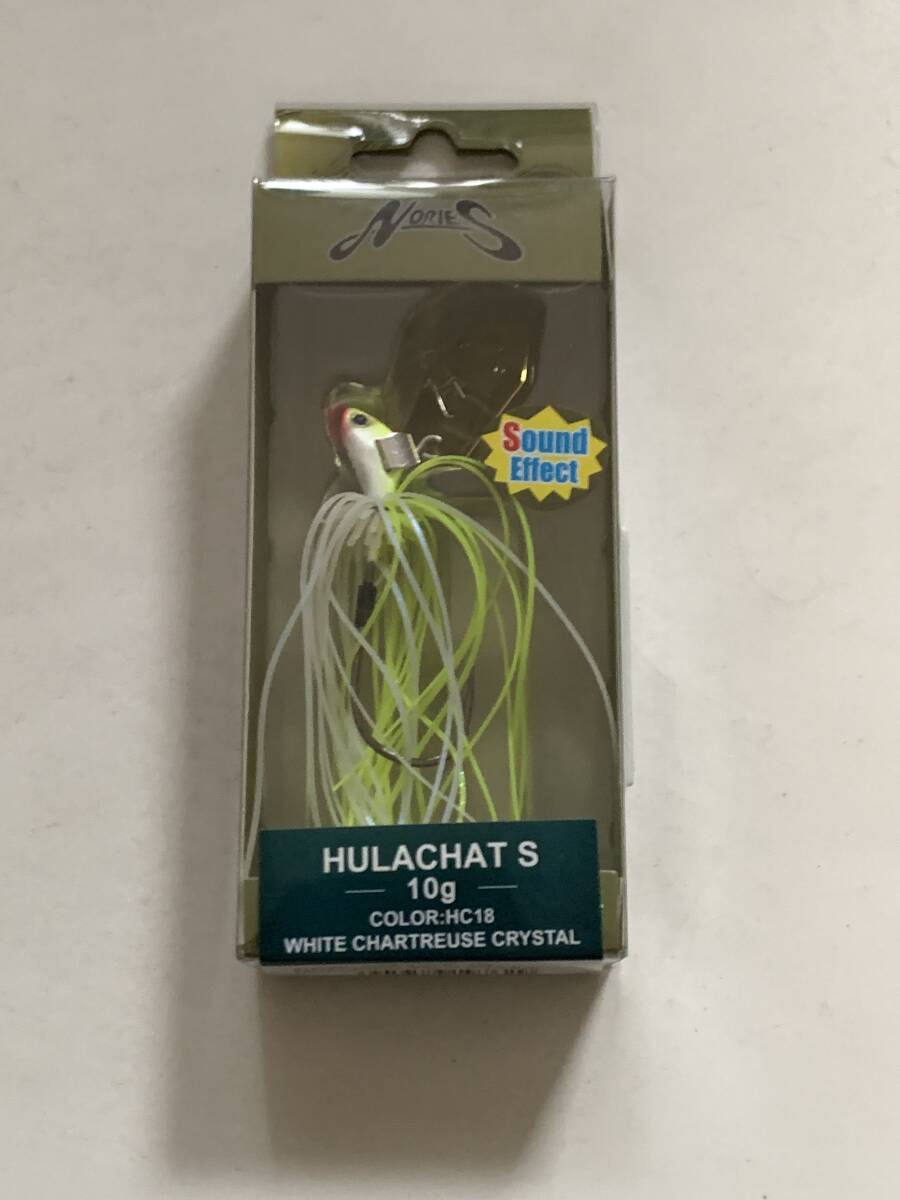 NORIES
Sound
Effect
HULACHAT S
10g
COLOR:HC18
WHITE CHARTREUSE CRYSTAL